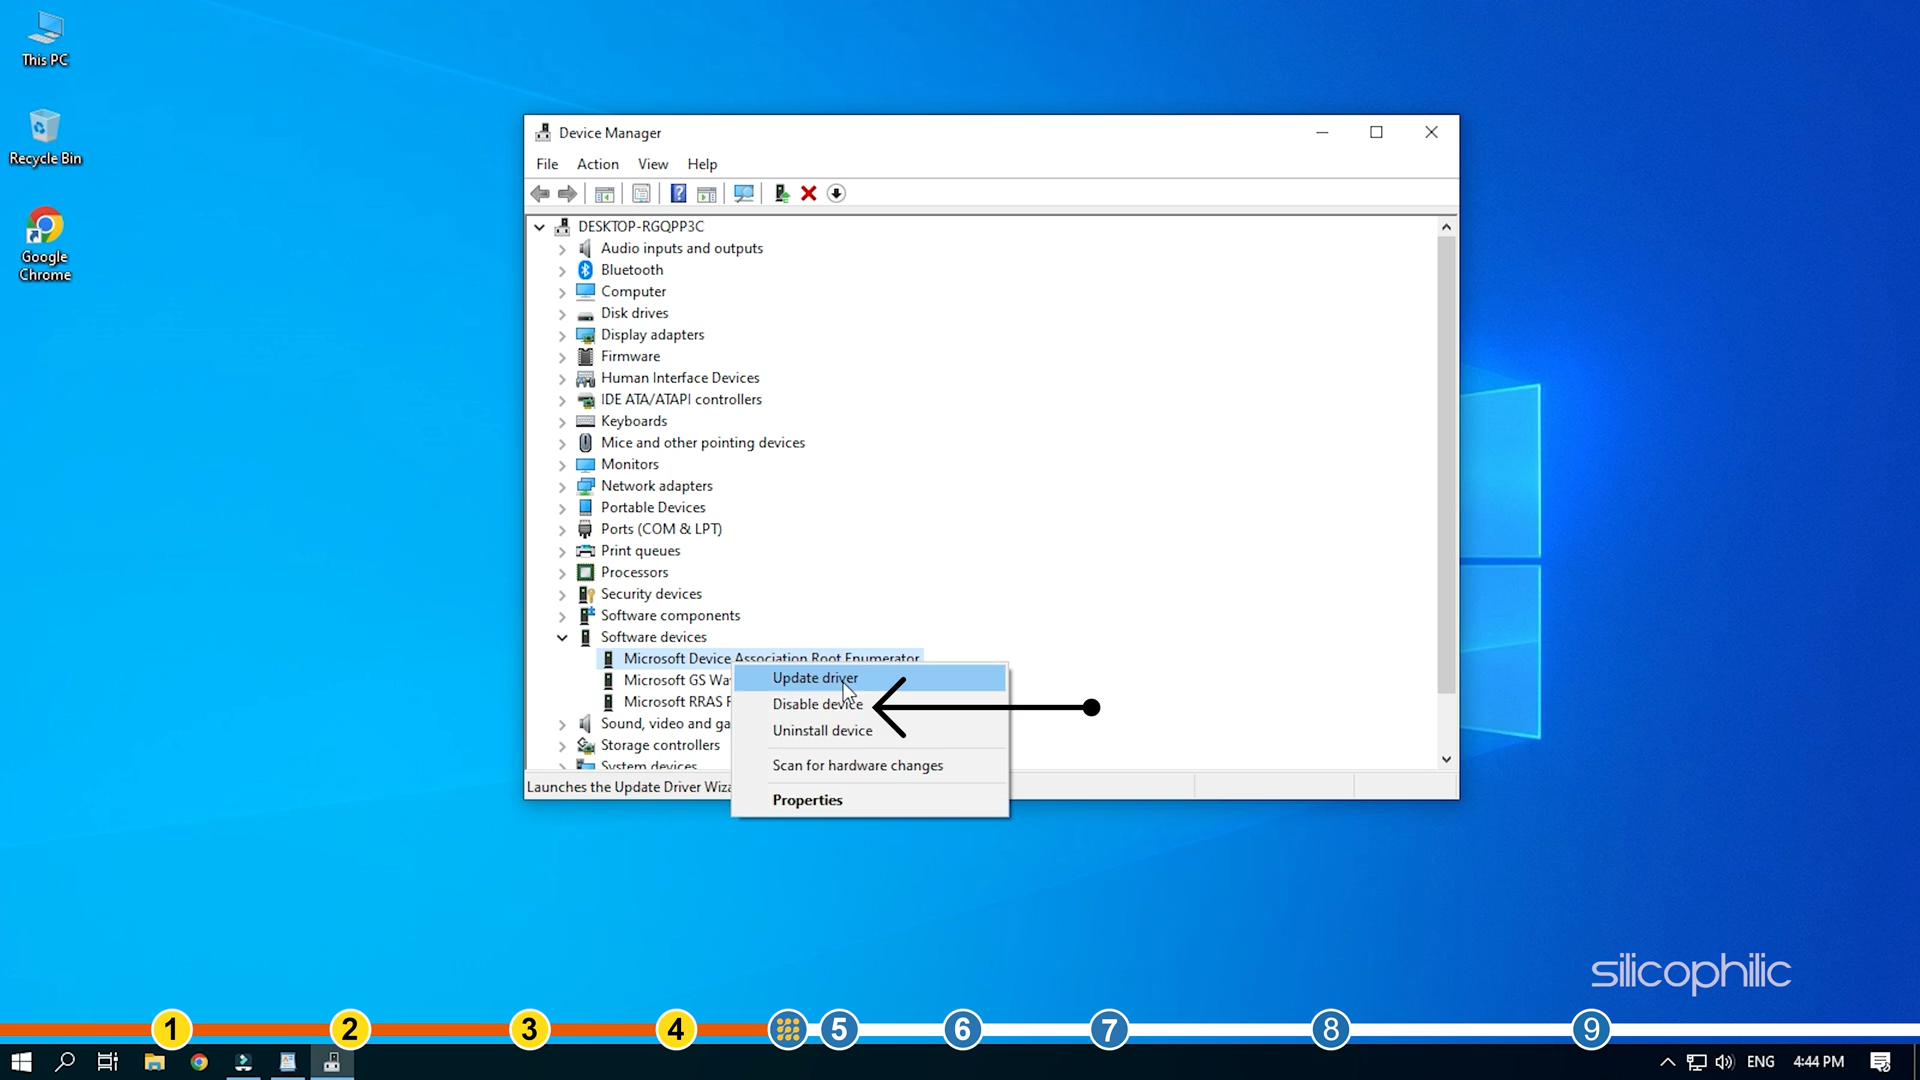 This PC
Recycle Bin
Google
Chrome
Device Manager
File Action View Help
DESKTOP-RGQPP3C
Audio inputs and outputs
Bluetooth
Computer
Disk drives
Display adapters
Firmware
Human Interface Devices
IDE ATA/ATAPI controllers
Keyboards
Mice and other pointing devices
Monitors
Network adapters
Portable Devices
Ports (COM & LPT)
Print queues
Processors
Security devices
Software components
Software devices
Microsoft Device Association Root Enumerator
Microsoft GS Wa
Microsoft RRAS
Sound, video and ga
Storage controllers
System devices
Launches the Update Driver Wiza
Update driver
Disable device
Uninstall device
Scan for hardware changes
Properties
silicophilic
1 2 3 4 5 6 7 8 9
ENG 4:44 PM